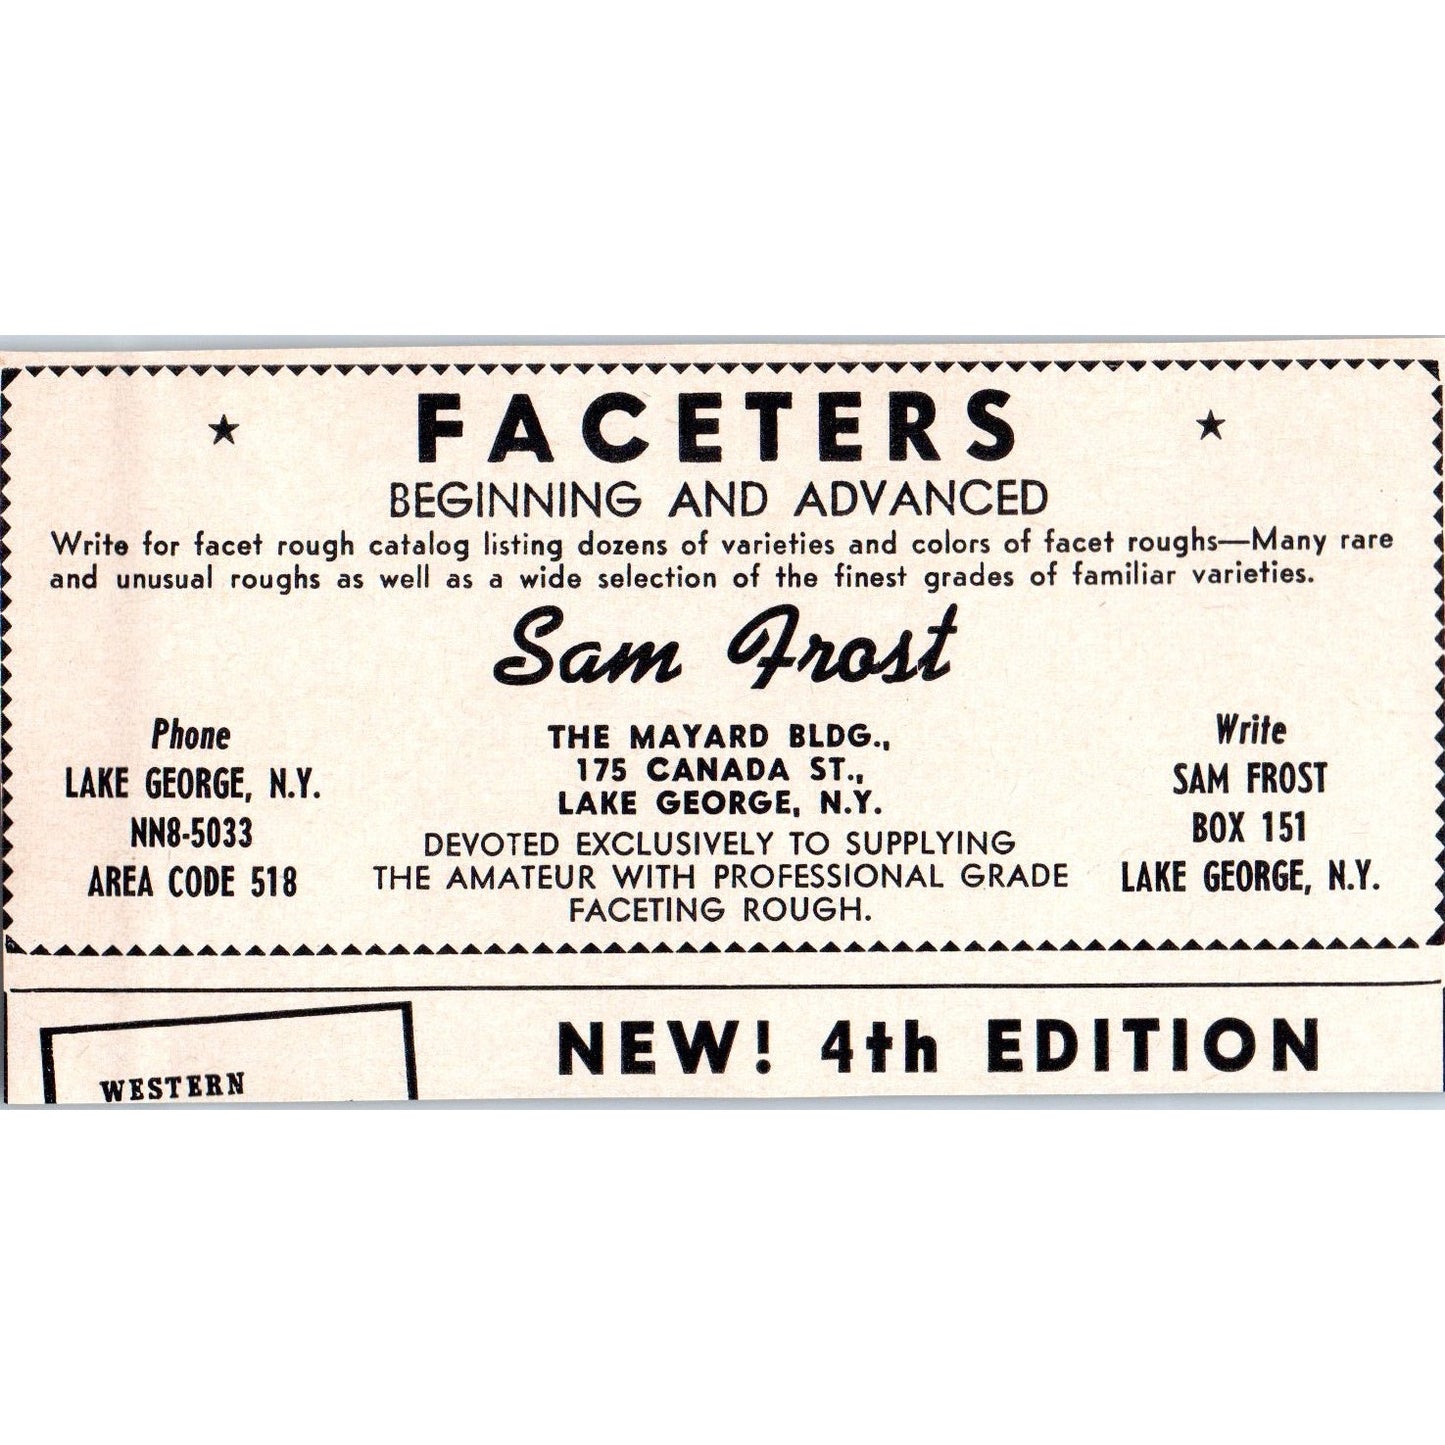 FACETERS
BEGINNING AND ADVANCED
Write for facet rough catalog listing dozens of varieties and colors of facet roughs—Many rare
and unusual roughs as well as a wide selection of the finest grades of familiar varieties.
Sam Frost
Phone
LAKE GEORGE, N.Y.
NN8-5033
AREA CODE 518
THE MAYARD BLDG.,
175 CANADA ST.,
LAKE GEORGE, N.Y.
DEVOTED EXCLUSIVELY TO SUPPLYING
THE AMATEUR WITH PROFESSIONAL GRADE
FACETING ROUGH.
Write
SAM FROST
BOX 151
LAKE GEORGE, N.Y.
WESTERN
NEW! 4th EDITION